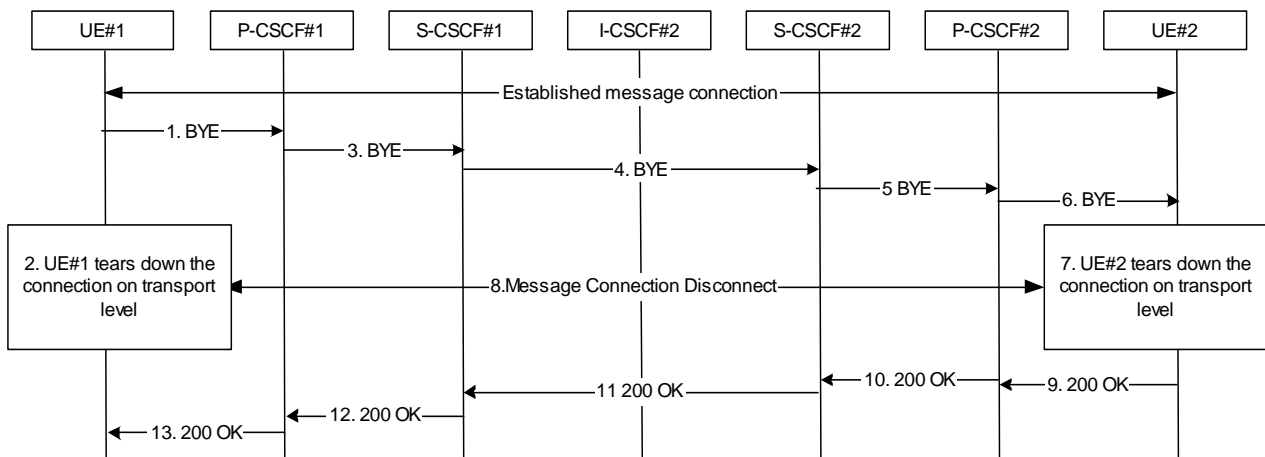 UE#1
P-CSCF#1
S-CSCF#1
I-CSCF#2
S-CSCF#2
P-CSCF#2
UE#2
Established message connection
1. BYE
3. BYE
4. BYE
5 BYE
6. BYE
2. UE#1 tears down the
connection on transport
level
8.Message Connection Disconnect
7. UE#2 tears down the
connection on transport
level
9. 200 OK
10. 200 OK
11 200 OK
12. 200 OK
13. 200 OK